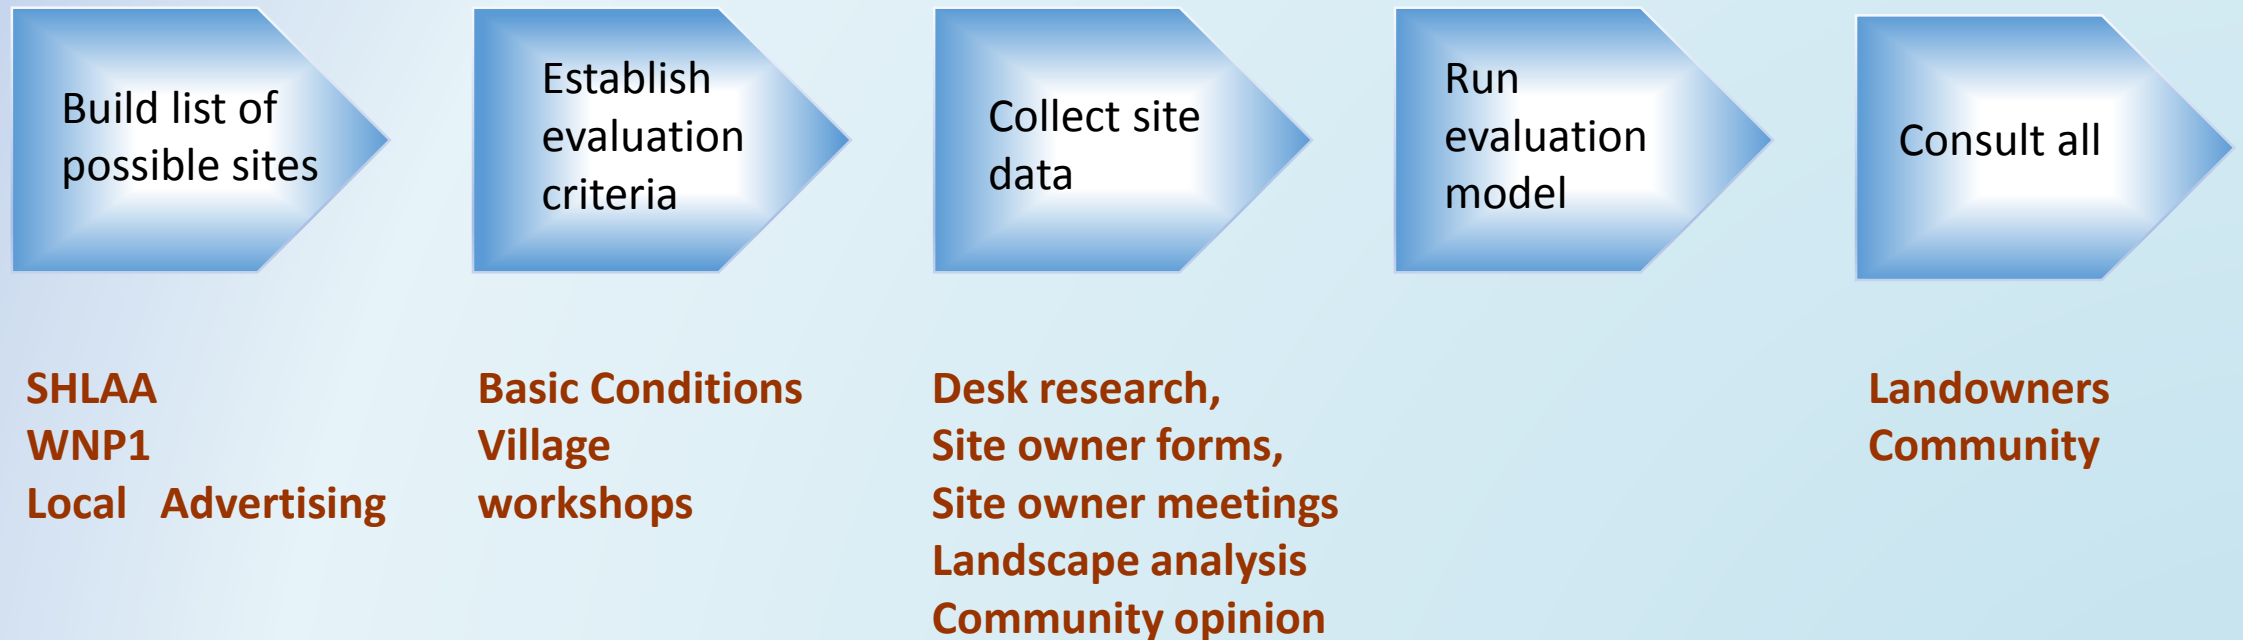 Build list of
possible sites
Establish
evaluation
criteria
Collect site
data
Run
evaluation
model
Consult all
SHLAA
WNP1
Local Advertising
Basic Conditions
Village
workshops
Desk research,
Site owner forms,
Site owner meetings
Landscape analysis
Community opinion
Landowners
Community